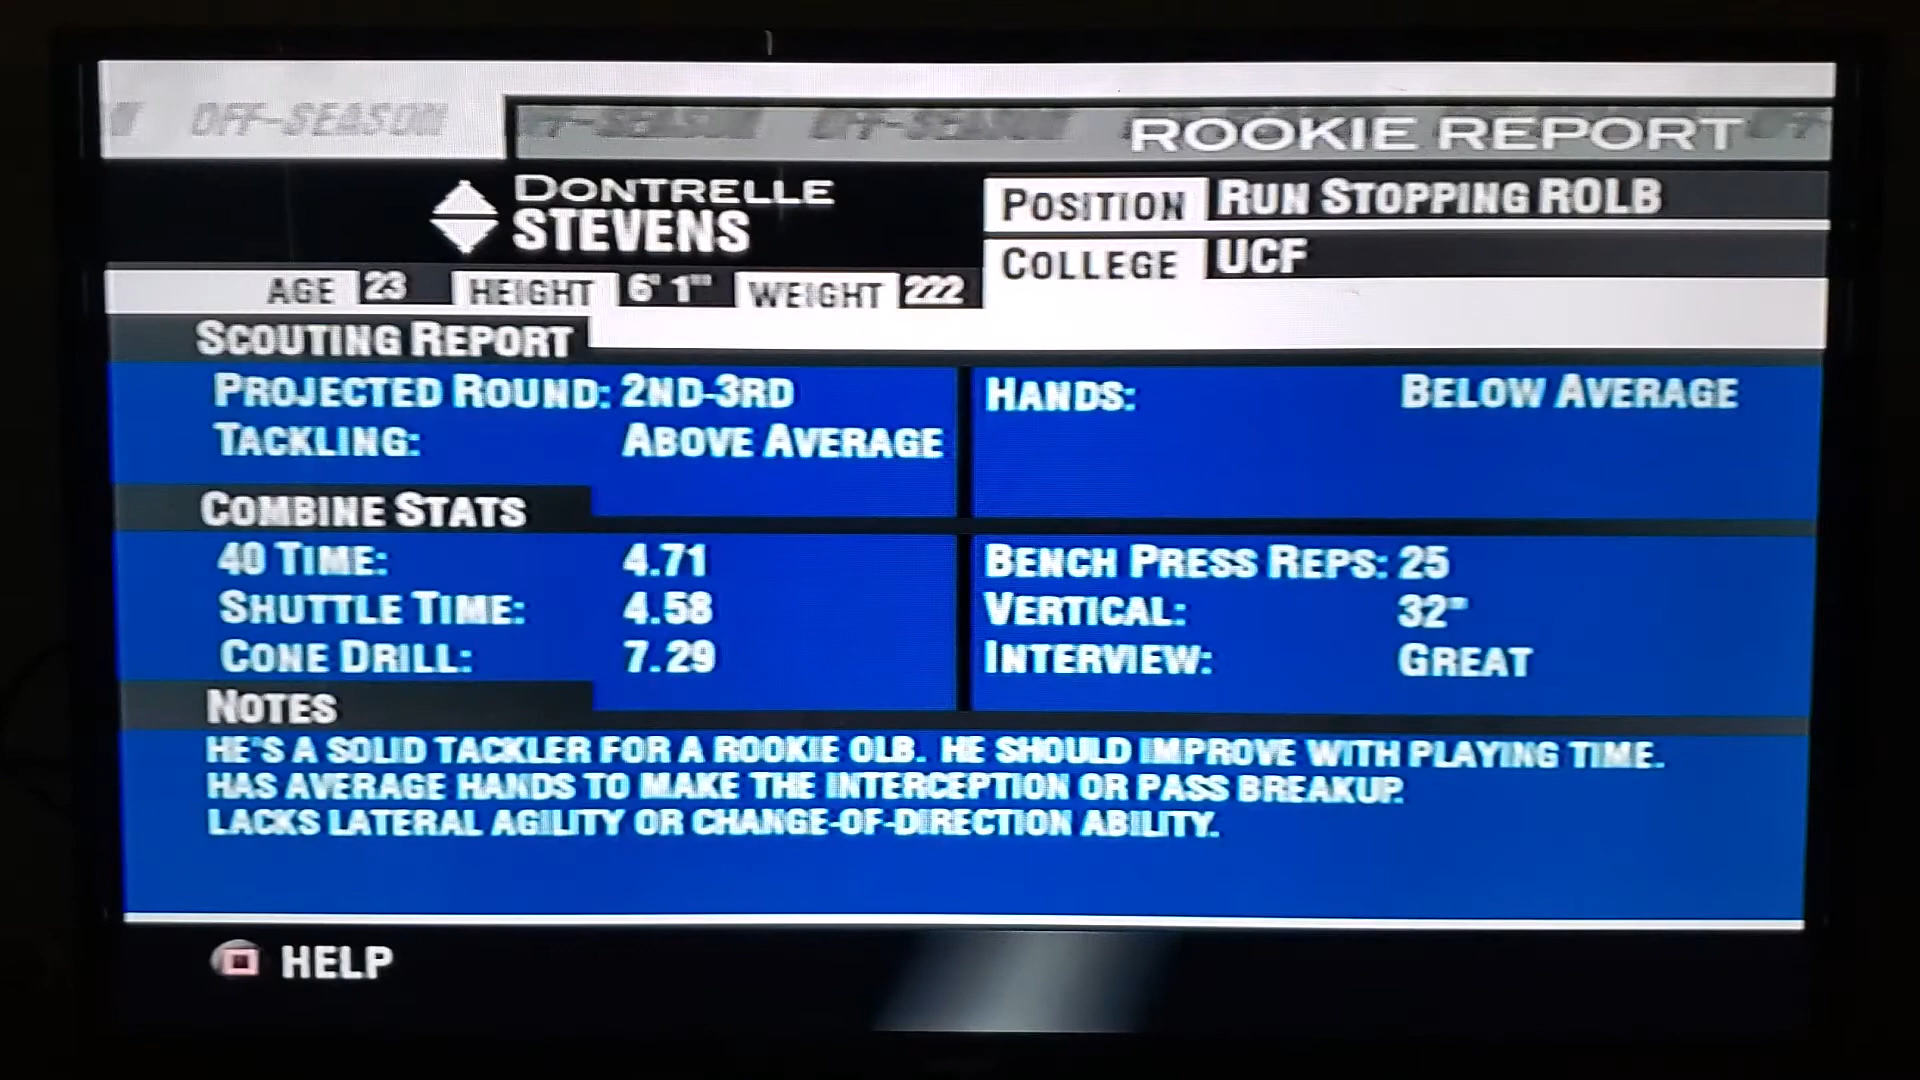 OFF-SEASON OFF-SEASON OFF-SEASON
ROOKIE REPORT
DONTRELLE
STEVENS
POSITION RUN STOPPING ROLB
COLLEGE UCF
AGE 23 HEIGHT 6' 1" WEIGHT 222
SCOUTING REPORT
PROJECTED ROUND: 2ND-3RD HANDS: BELOW AVERAGE
TACKLING: ABOVE AVERAGE
COMBINE STATS
40 TIME: 4.71 BENCH PRESS REPS: 25
SHUTTLE TIME: 4.58 VERTICAL: 32"
CONE DRILL: 7.29 INTERVIEW: GREAT
NOTES
HE'S A SOLID TACKLER FOR A ROOKIE OLB. HE SHOULD IMPROVE WITH PLAYING TIME.
HAS AVERAGE HANDS TO MAKE THE INTERCEPTION OR PASS BREAKUP.
LACKS LATERAL AGILITY OR CHANGE-OF-DIRECTION ABILITY.
HELP